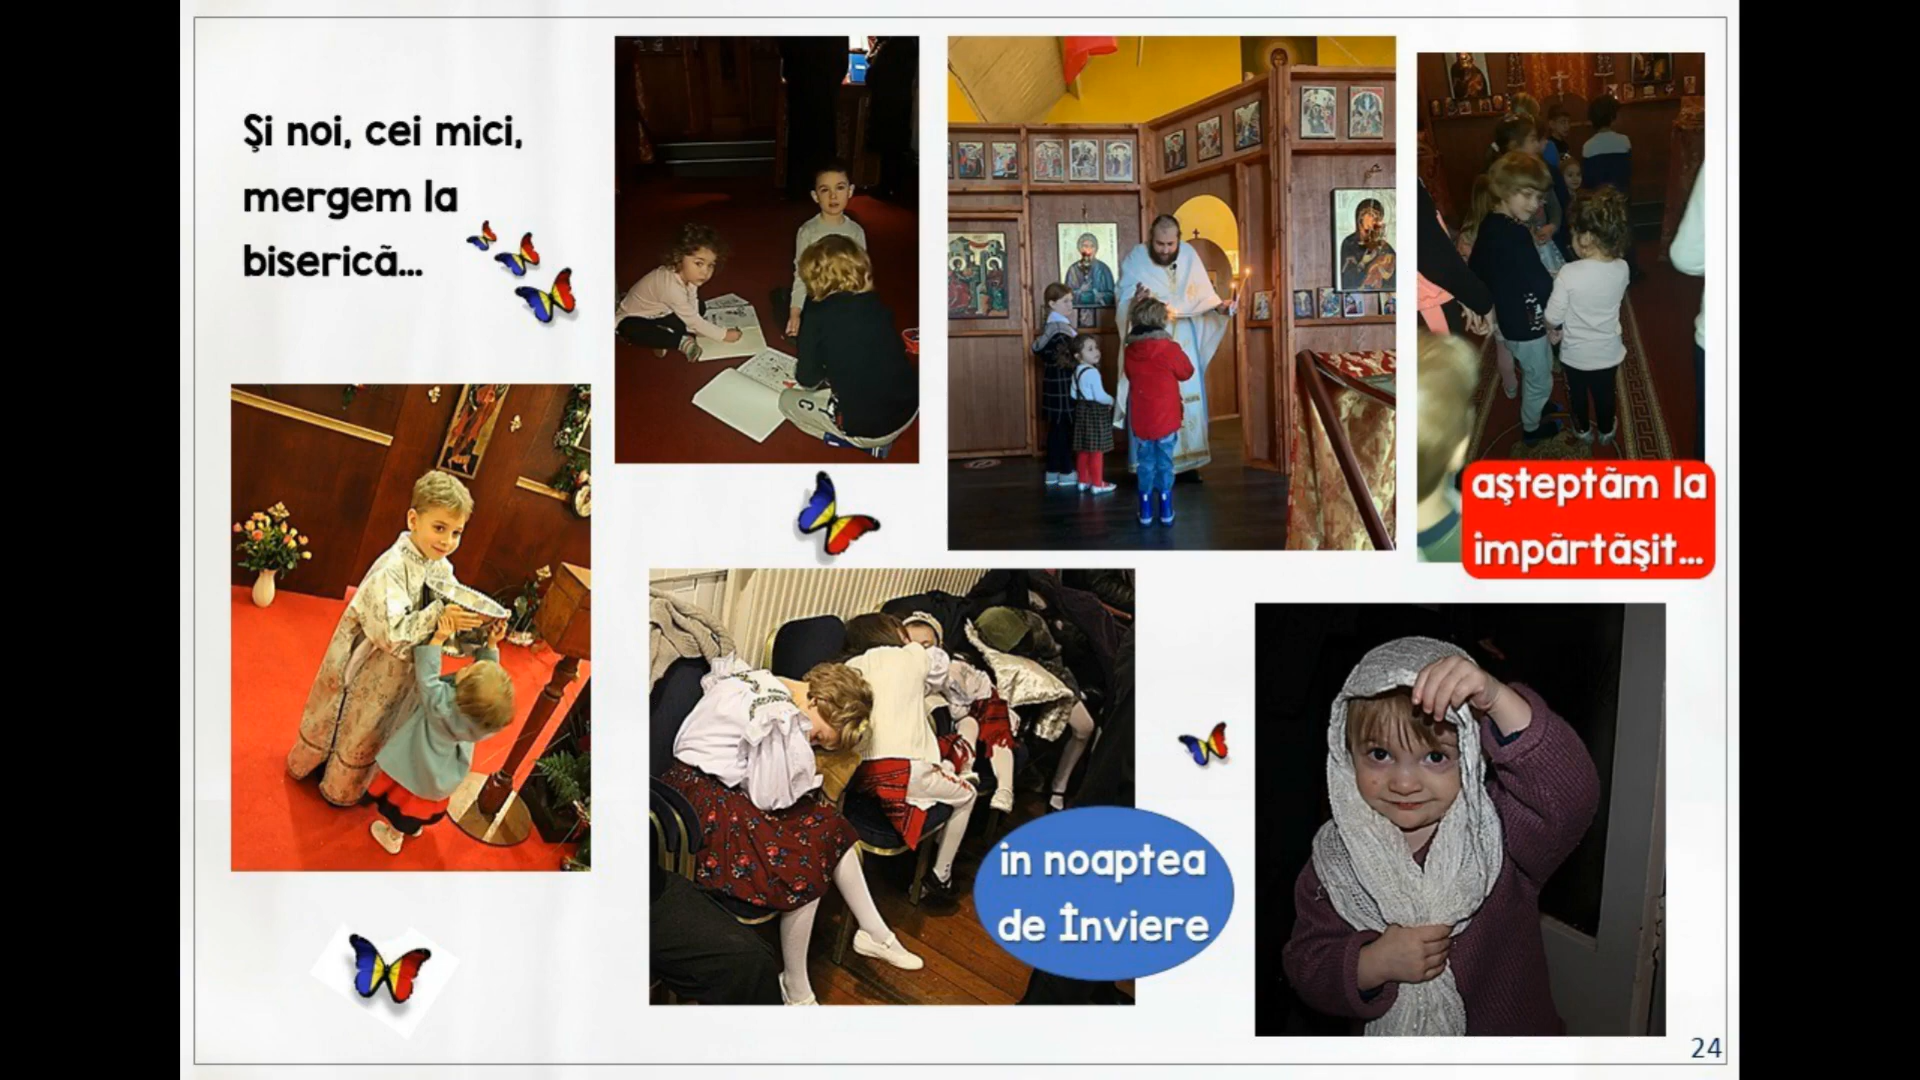 Şi noi, cei mici,
mergem la
biserică...
aşteptăm la
împărtăşit...
în noaptea
de Înviere
24